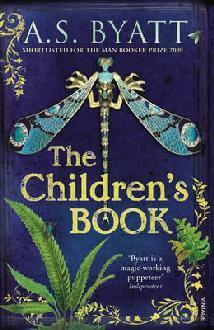 A.S. BYATT
SHORTLISTED FOR THE MAN BOOKER PRIZE 2009
The
Children's
BOOK
'Byatt is a
magic-working
puppeteer'
Independent
VINTAGE